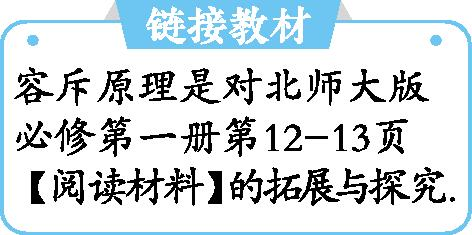 链接教材
容斥原理是对北师大版
必修第一册第12-13页
【阅读材料】的拓展与探究.